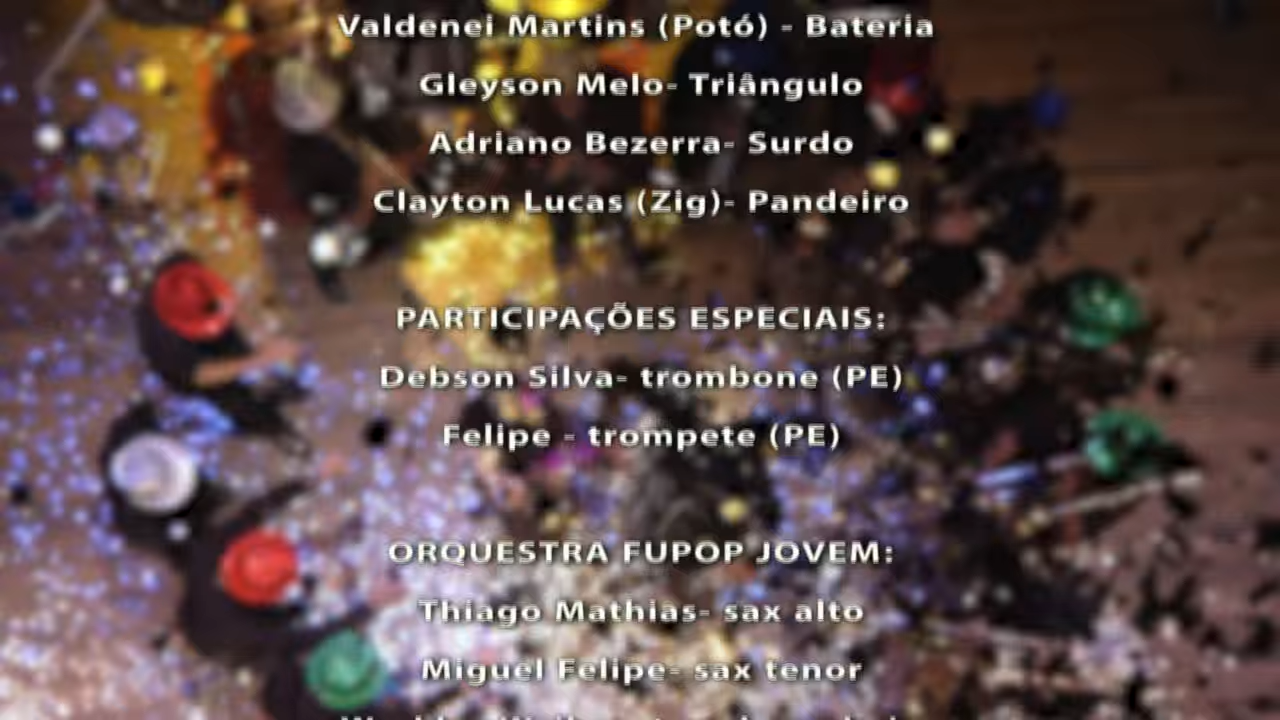 Valdenei Martins (Potó) - Bateria
Gleyson Melo- Triângulo
Adriano Bezerra- Surdo
Clayton Lucas (Zig)- Pandeiro
PARTICIPAÇÕES ESPECIAIS:
Debson Silva- trombone (PE)
Felipe - trompete (PE)
ORQUESTRA FUPOP JOVEM:
Thiago Mathias- sax alto
Miguel Felipe- sax tenor